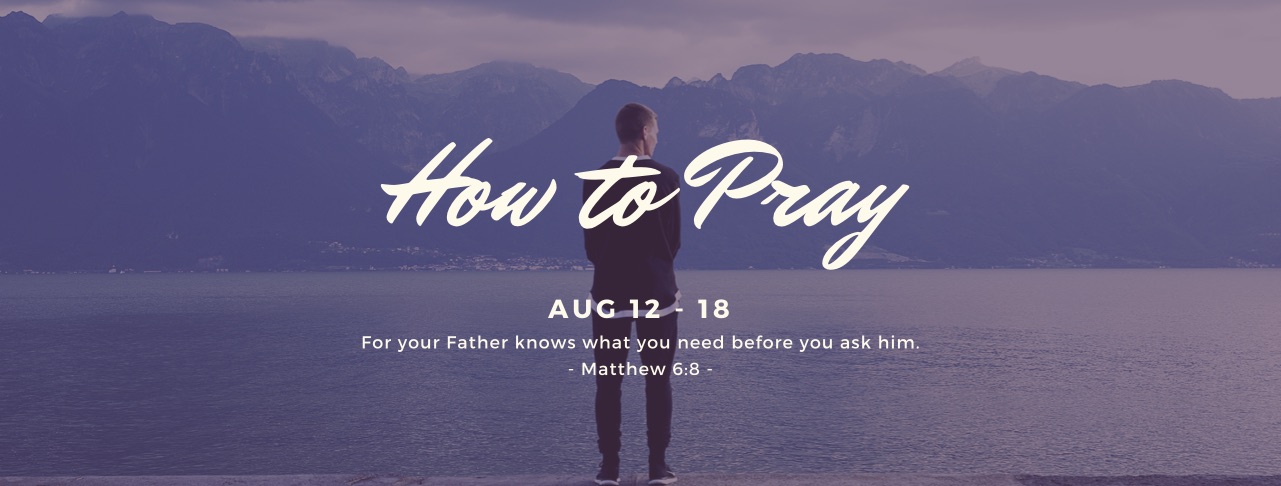 How to Pray
AUG 12 - 18
For your Father knows what you need before you ask him.
- Matthew 6:8 -